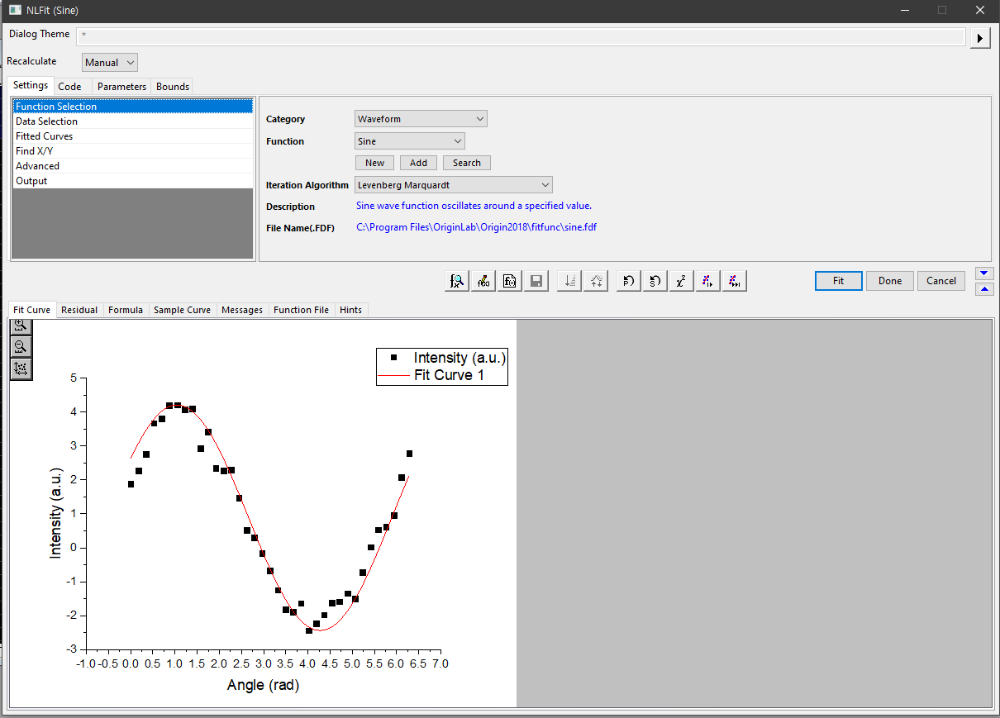 NLFit (Sine)
Dialog Theme *
Recalculate Manual
Settings Code Parameters Bounds
Function Selection
Data Selection
Fitted Curves
Find X/Y
Advanced
Output
Category Waveform
Function Sine
New Add Search
Iteration Algorithm Levenberg Marquardt
Description Sine wave function oscillates around a specified value.
File Name(.FDF) C:\Program Files\OriginLab\Origin2018\fitfunc\sine.fdf
Fit Done Cancel
Fit Curve Residual Formula Sample Curve Messages Function File Hints
Intensity (a.u.)
Fit Curve 1
5
4
3
2
1
0
-1
-2
-3
Intensity (a.u.)
-1.0 -0.5 0.0 0.5 1.0 1.5 2.0 2.5 3.0 3.5 4.0 4.5 5.0 5.5 6.0 6.5 7.0
Angle (rad)